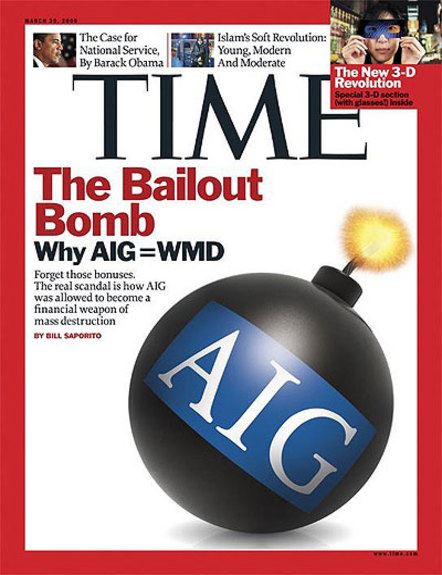 MARCH 30, 2009
The Case for
National Service,
By Barack Obama
Islam's Soft Revolution:
Young, Modern
And Moderate
The New 3-D
Revolution
Special 3-D section
(with glasses!) inside
TIME
The Bailout
Bomb
Why AIG=WMD
Forget those bonuses.
The real scandal is how AIG
was allowed to become a
financial weapon of
mass destruction
BY BILL SAPORITO
AIG
www.time.com